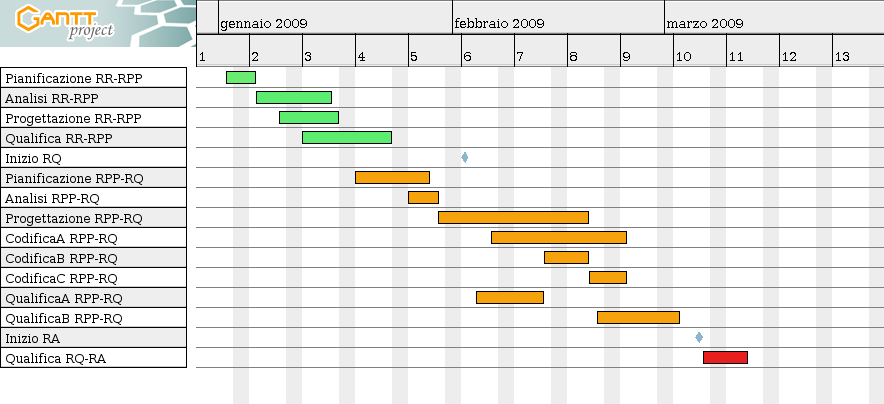 GANTT
project
gennaio 2009
febbraio 2009
marzo 2009
1 2 3 4 5 6 7 8 9 10 11 12 13
Pianificazione RR-RPP
Analisi RR-RPP
Progettazione RR-RPP
Qualifica RR-RPP
Inizio RQ
Pianificazione RPP-RQ
Analisi RPP-RQ
Progettazione RPP-RQ
CodificaA RPP-RQ
CodificaB RPP-RQ
CodificaC RPP-RQ
QualificaA RPP-RQ
QualificaB RPP-RQ
Inizio RA
Qualifica RQ-RA